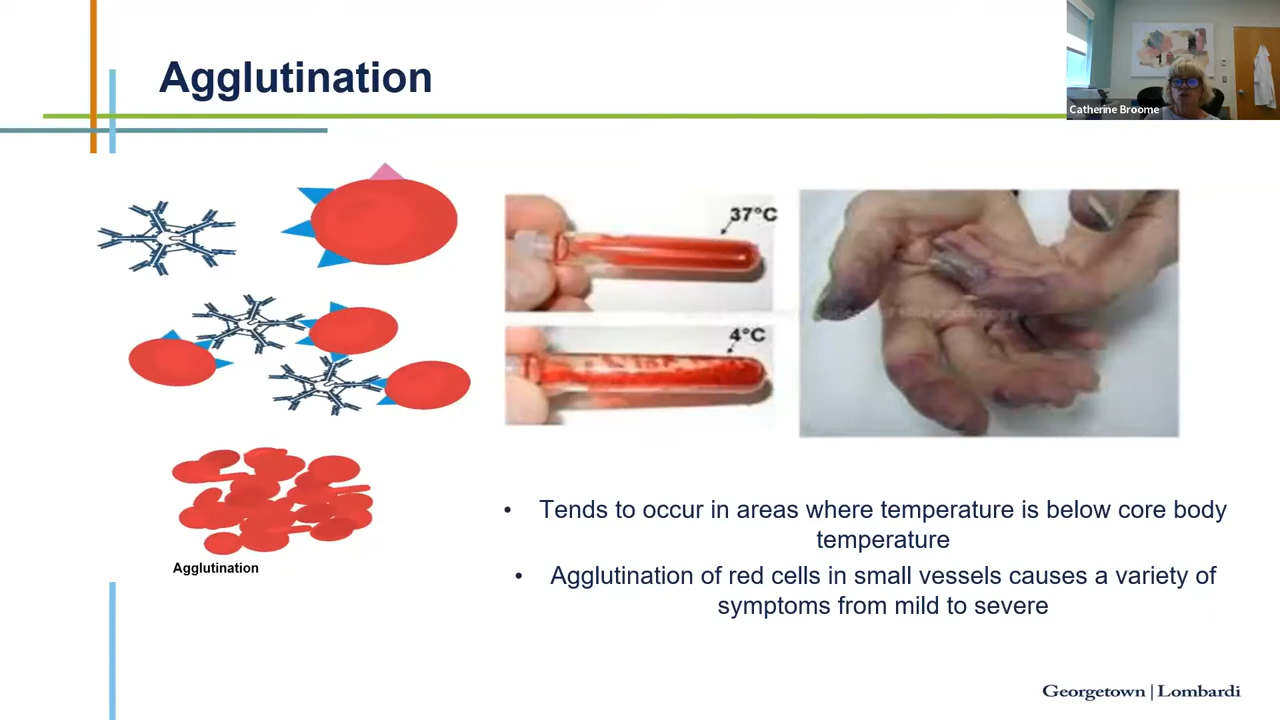 Agglutination
Catherine Broome
37°C
4°C
• Tends to occur in areas where temperature is below core body
temperature
• Agglutination of red cells in small vessels causes a variety of
symptoms from mild to severe
Agglutination
Georgetown | Lombardi